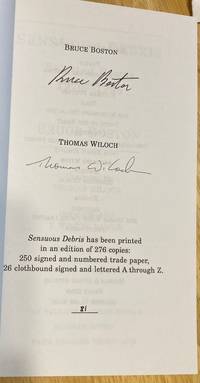 BRUCE BOSTON
Bruce Boston
THOMAS WILOCH
Thomas Wiloch
Sensuous Debris has been printed
in an edition of 276 copies:
250 signed and numbered trade paper,
26 clothbound signed and lettered A through Z.